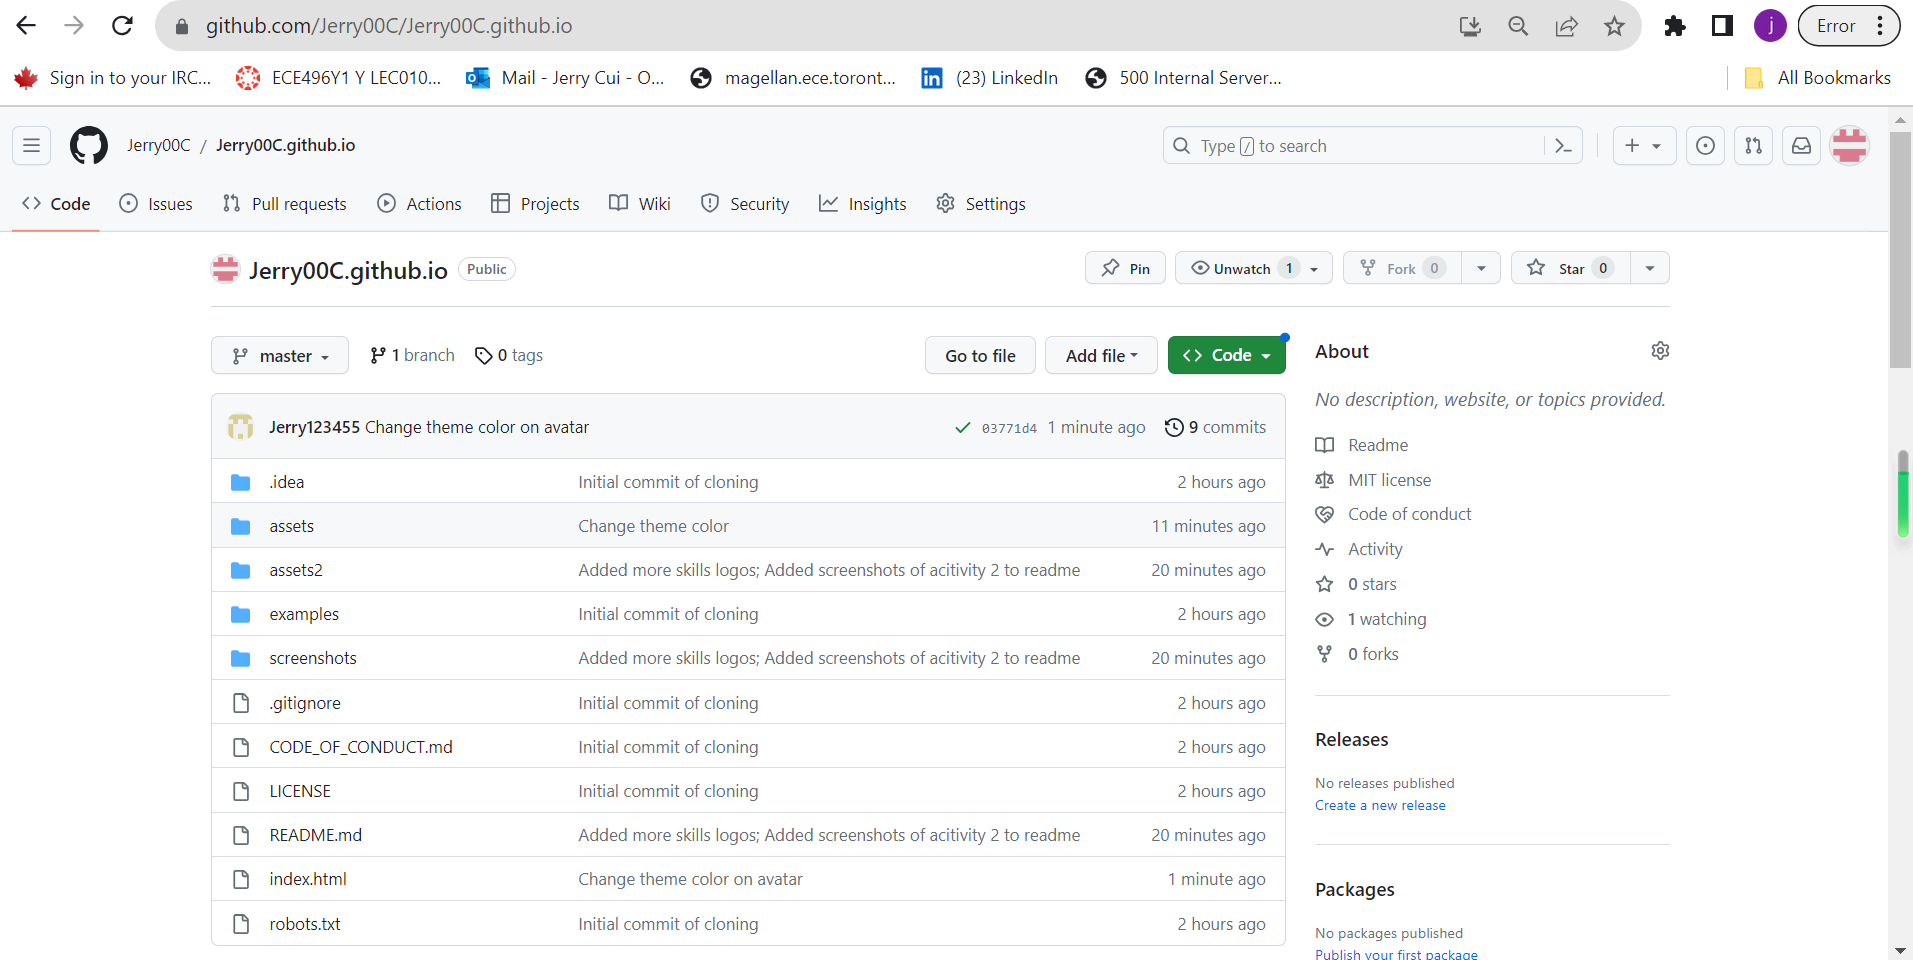 github.com/Jerry00C/Jerry00C.github.io
j
Error
Sign in to your IRC...
ECE496Y1 Y LEC010...
Mail - Jerry Cui - O...
magellan.ece.toront...
(23) LinkedIn
500 Internal Server...
All Bookmarks
Jerry00C / Jerry00C.github.io
Type / to search
Code
Issues
Pull requests
Actions
Projects
Wiki
Security
Insights
Settings
Jerry00C.github.io Public
Pin
Unwatch 1
Fork 0
Star 0
master
1 branch
0 tags
Go to file
Add file
Code
Jerry123455 Change theme color on avatar 03771d4 1 minute ago 9 commits
.idea Initial commit of cloning 2 hours ago
assets Change theme color 11 minutes ago
assets2 Added more skills logos; Added screenshots of acitivity 2 to readme 20 minutes ago
examples Initial commit of cloning 2 hours ago
screenshots Added more skills logos; Added screenshots of acitivity 2 to readme 20 minutes ago
.gitignore Initial commit of cloning 2 hours ago
CODE_OF_CONDUCT.md Initial commit of cloning 2 hours ago
LICENSE Initial commit of cloning 2 hours ago
README.md Added more skills logos; Added screenshots of acitivity 2 to readme 20 minutes ago
index.html Change theme color on avatar 1 minute ago
robots.txt Initial commit of cloning 2 hours ago
About
No description, website, or topics provided.
Readme
MIT license
Code of conduct
Activity
0 stars
1 watching
0 forks
Releases
No releases published
Create a new release
Packages
No packages published
Publish your first package